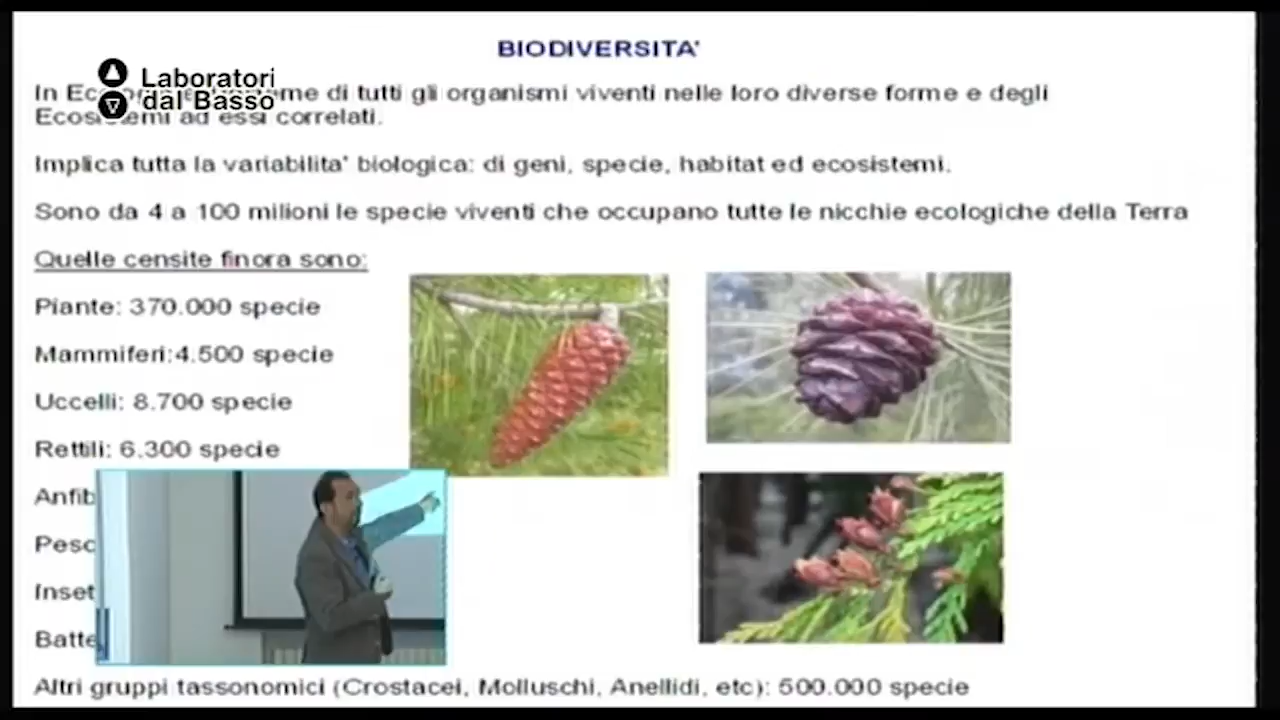 BIODIVERSITA'
Laboratori
dal Basso
In di tutti gli organismi viventi nelle loro diverse forme e degli
ad essi correlati.
Implica tutta la variabilita' biologica: di geni, specie, habitat ed ecosistemi.
Sono da 4 a 100 milioni le specie viventi che occupano tutte le nicchie ecologiche della Terra
Quelle censite finora sono:
Piante: 370.000 specie
Mammiferi:4.500 specie
Uccelli: 8.700 specie
Rettili: 6.300 specie
Anfib
Pesc
Inset
Batte
Altri gruppi tassonomici (Crostacei, Molluschi, Anellidi, etc): 500.000 specie